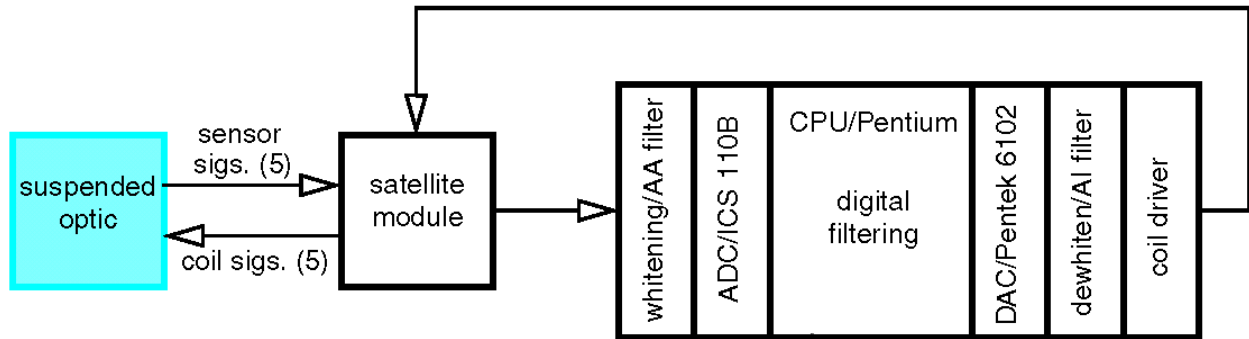 suspended
optic
sensor
sigs. (5)
coil sigs. (5)
satellite
module
whitening/AA filter
ADC/ICS 110B
CPU/Pentium
digital
filtering
DAC/Pentek 6102
dewhiten/AI filter
coil driver